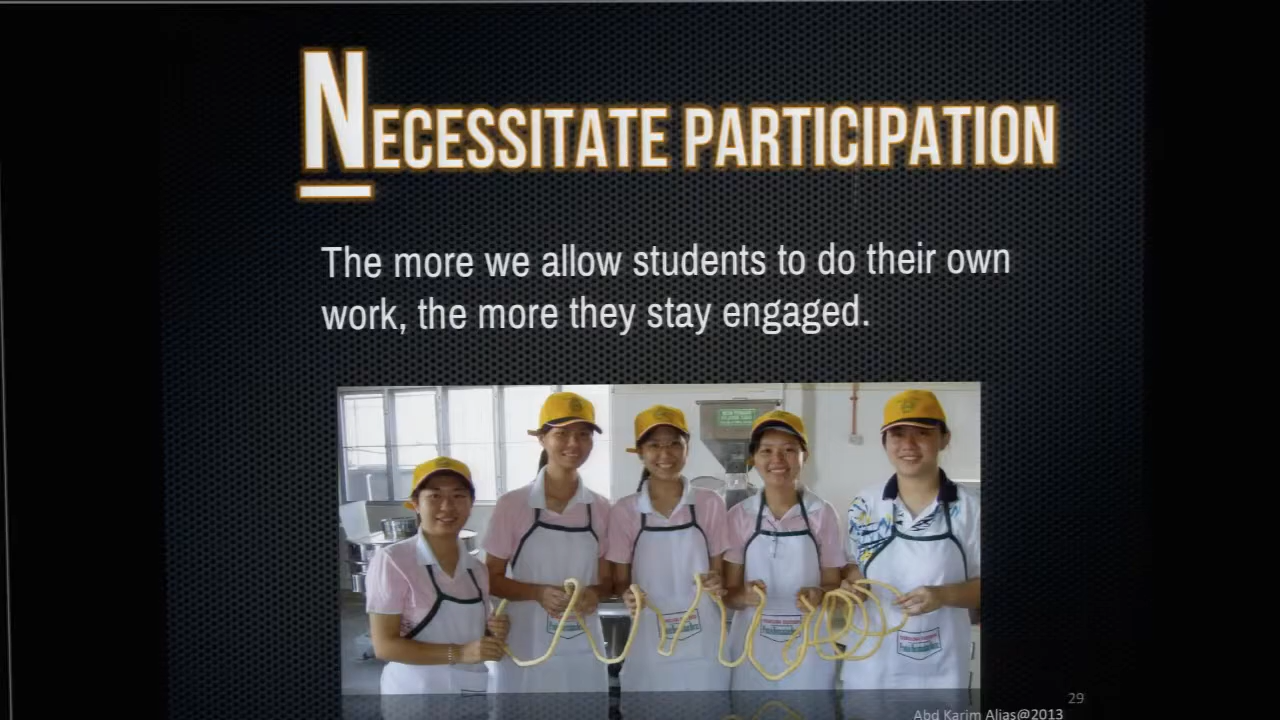 NECESSITATE PARTICIPATION
The more we allow students to do their own
work, the more they stay engaged.
29
Abd Karim Alias@2013